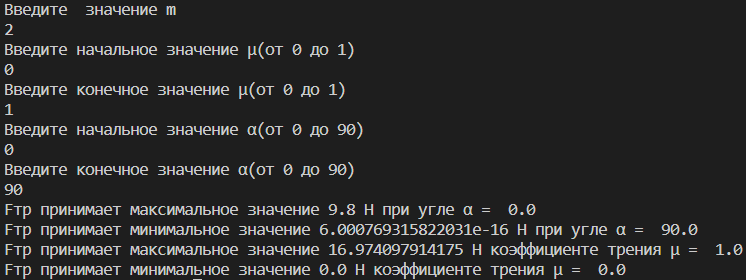 Введите  значение m
2
Введите начальное значение μ(от 0 до 1)
0
Введите конечное значение μ(от 0 до 1)
1
Введите начальное значение α(от 0 до 90)
0
Введите конечное значение α(от 0 до 90)
90
Fтр принимает максимальное значение 9.8 Н при угле α =  0.0
Fтр принимает минимальное значение 6.000769315822031e-16 Н при угле α =  90.0
Fтр принимает максимальное значение 16.974097914175 Н коэффициенте трения μ =  1.0
Fтр принимает минимальное значение 0.0 Н коэффициенте трения μ =  0.0